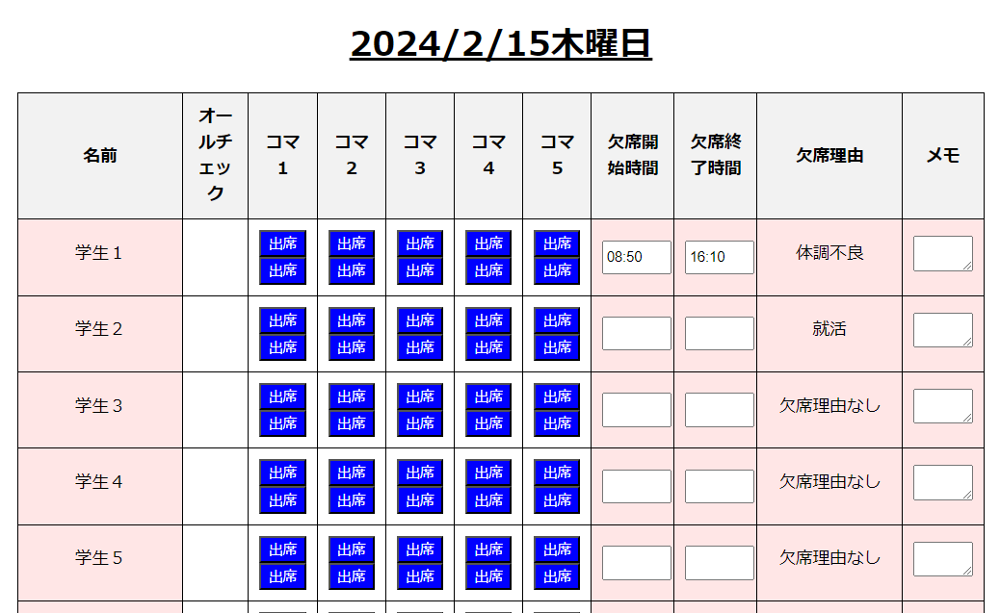 2024/2/15木曜日
名前 オールチェック コマ1 コマ2 コマ3 コマ4 コマ5 欠席開始時間 欠席終了時間 欠席理由 メモ
学生１ 出席 出席 出席 出席 出席 08:50 16:10 体調不良
出席 出席 出席 出席 出席
学生２ 出席 出席 出席 出席 出席 就活
出席 出席 出席 出席 出席
学生３ 出席 出席 出席 出席 出席 欠席理由なし
出席 出席 出席 出席 出席
学生４ 出席 出席 出席 出席 出席 欠席理由なし
出席 出席 出席 出席 出席
学生５ 出席 出席 出席 出席 出席 欠席理由なし
出席 出席 出席 出席 出席